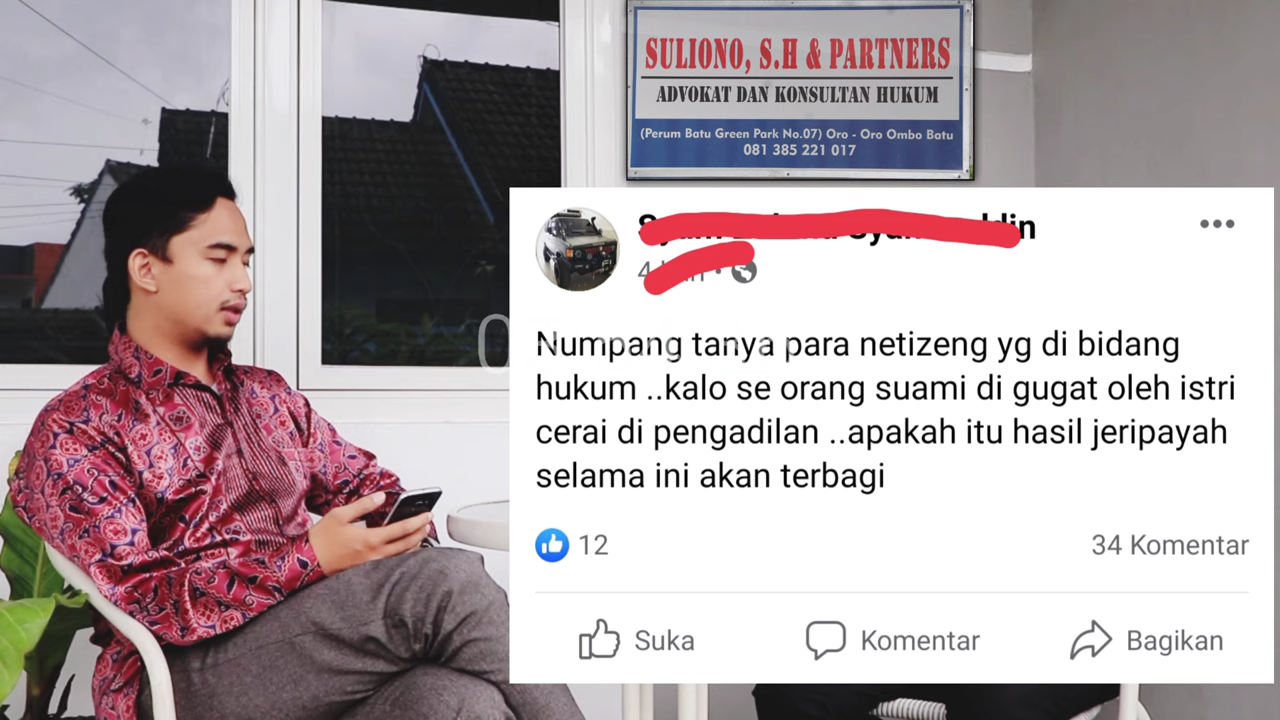 SULIONO, S.H & PARTNERS
ADVOKAT DAN KONSULTAN HUKUM
(Perum Batu Green Park No.07) Oro - Oro Ombo Batu
081 385 221 017
Numpang tanya para netizeng yg di bidang
hukum ..kalo se orang suami di gugat oleh istri
cerai di pengadilan ..apakah itu hasil jeripayah
selama ini akan terbagi
12
34 Komentar
Suka
Komentar
Bagikan